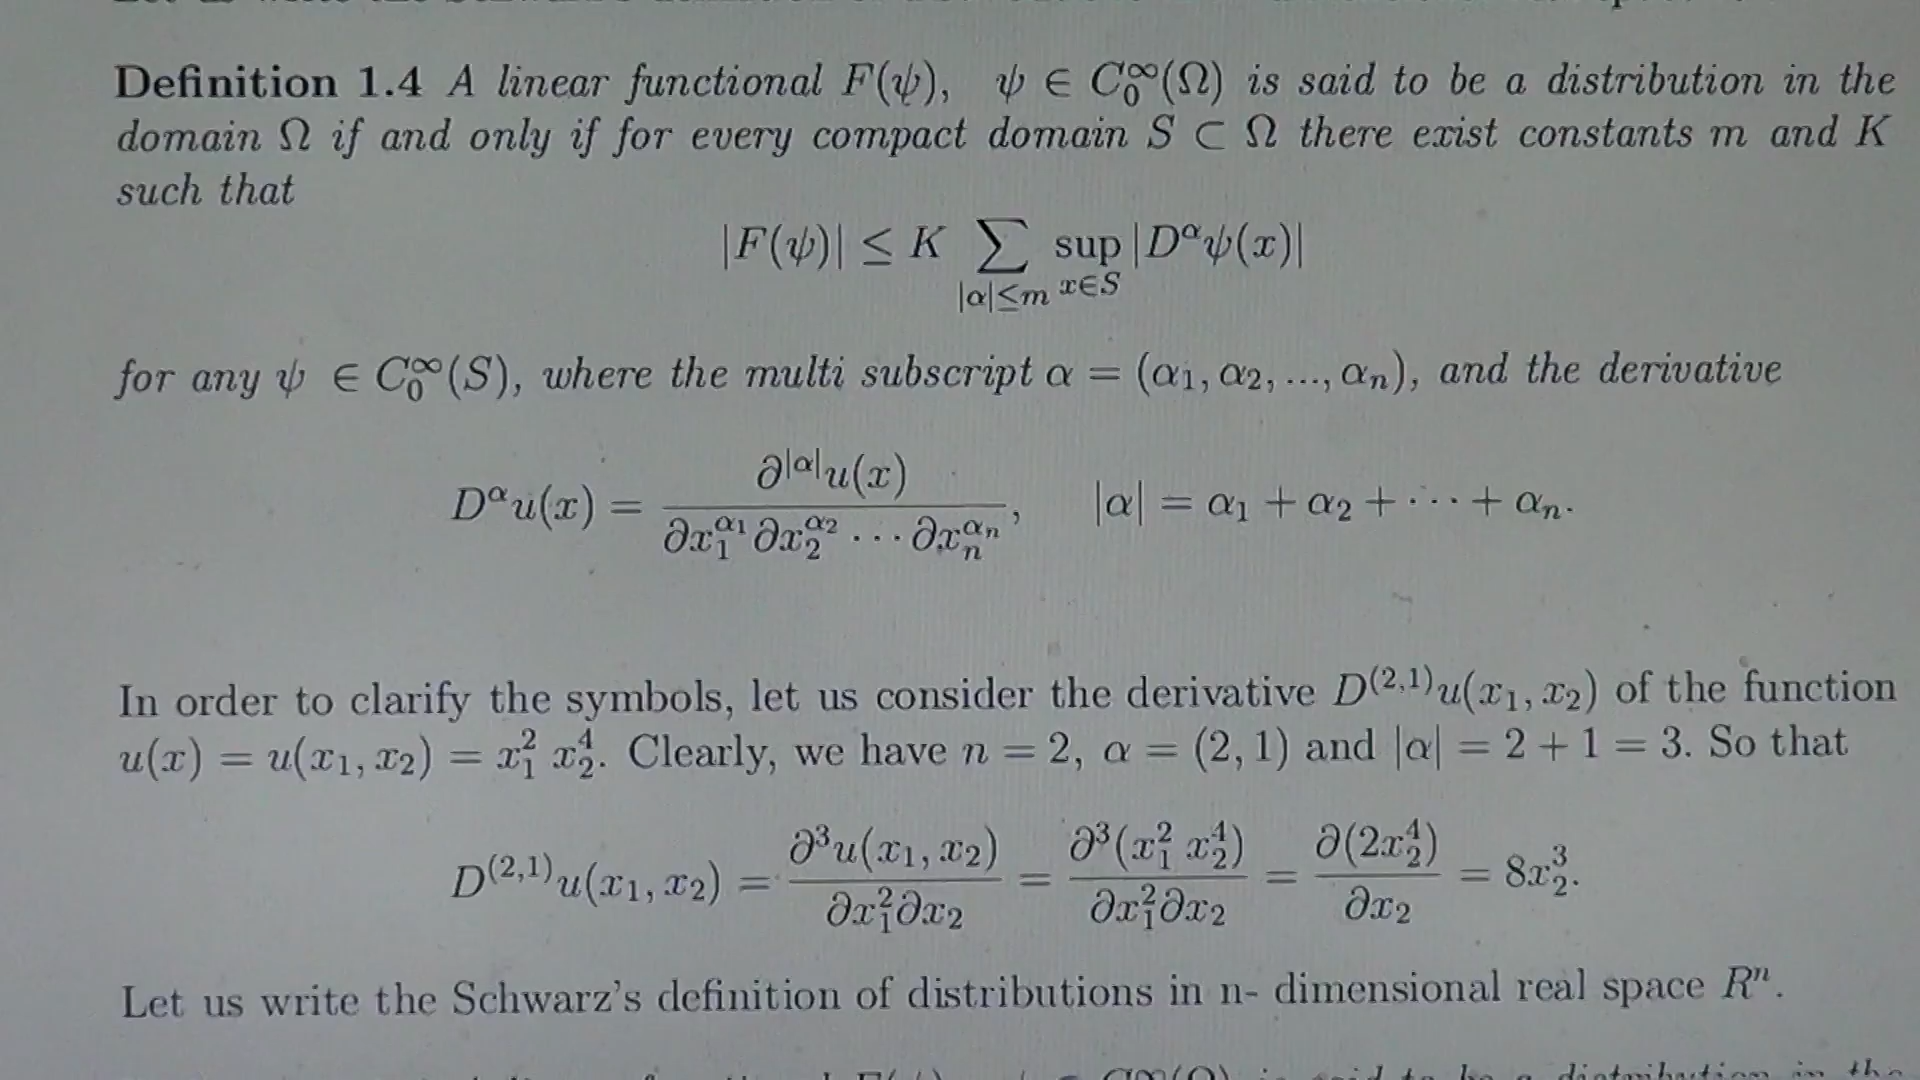 Definition 1.4 A linear functional F(ψ), ψ ∈ C₀^∞(Ω) is said to be a distribution in the
domain Ω if and only if for every compact domain S ⊂ Ω there exist constants m and K
such that
|F(ψ)| ≤ K ∑_{|α|≤m} sup_{x∈S} |D^α ψ(x)|
for any ψ ∈ C₀^∞(S), where the multi subscript α = (α₁, α₂, ..., αₙ), and the derivative
D^α u(x) = ∂^{|α|}u(x) / ∂x₁^{α₁}∂x₂^{α₂} ··· ∂xₙ^{αₙ}, |α| = α₁ + α₂ + ··· + αₙ.
In order to clarify the symbols, let us consider the derivative D^{(2,1)}u(x₁, x₂) of the function
u(x) = u(x₁, x₂) = x₁² x₂⁴. Clearly, we have n = 2, α = (2, 1) and |α| = 2 + 1 = 3. So that
D^{(2,1)}u(x₁, x₂) = ∂³u(x₁, x₂) / ∂x₁²∂x₂ = ∂³(x₁² x₂⁴) / ∂x₁²∂x₂ = ∂(2x₂⁴) / ∂x₂ = 8x₂³.
Let us write the Schwarz's definition of distributions in n- dimensional real space Rⁿ.